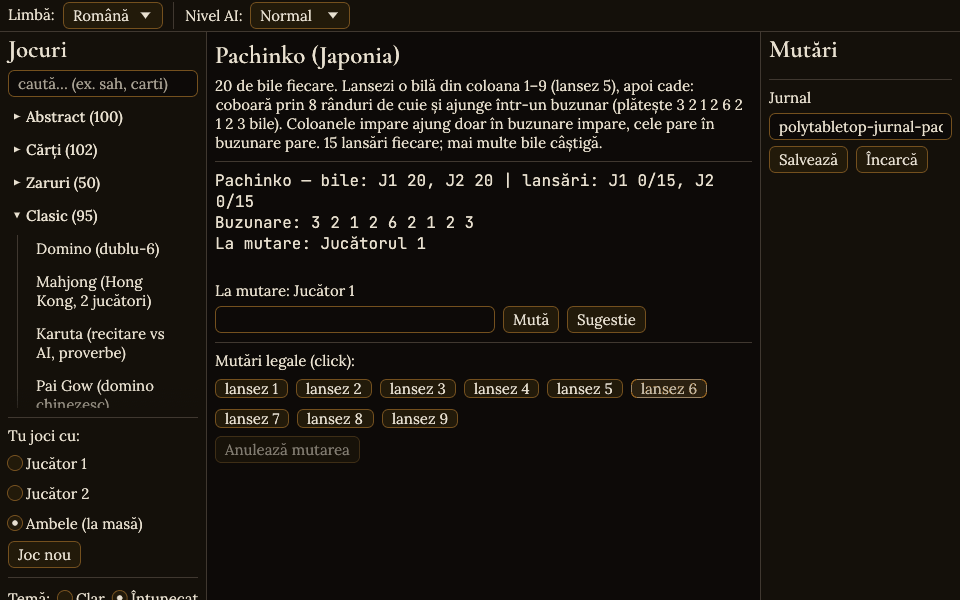 Limbă: Română ▼ Nivel AI: Normal ▼
Jocuri
caută... (ex. sah, carti)
▸ Abstract (100)
▸ Cărți (102)
▸ Zaruri (50)
▾ Clasic (95)
Domino (dublu-6)
Mahjong (Hong
Kong, 2 jucători)
Karuta (recitare vs
AI, proverbe)
Pai Gow (domino
chinezesc)
Tu joci cu:
Jucător 1
Jucător 2
Ambele (la masă)
Joc nou
Temă: Clar Întunecat
Pachinko (Japonia)
20 de bile fiecare. Lansezi o bilă din coloana 1–9 (lansez 5), apoi cade:
coboară prin 8 rânduri de cuie și ajunge într-un buzunar (plătește 3 2 1 2 6 2
1 2 3 bile). Coloanele impare ajung doar în buzunare impare, cele pare în
buzunare pare. 15 lansări fiecare; mai multe bile câștigă.
Pachinko — bile: J1 20, J2 20 | lansări: J1 0/15, J2
0/15
Buzunare: 3 2 1 2 6 2 1 2 3
La mutare: Jucătorul 1
La mutare: Jucător 1
Mută Sugestie
Mutări legale (click):
lansez 1 lansez 2 lansez 3 lansez 4 lansez 5 lansez 6
lansez 7 lansez 8 lansez 9
Anulează mutarea
Mutări
Jurnal
polytabletop-jurnal-pac
Salvează Încarcă